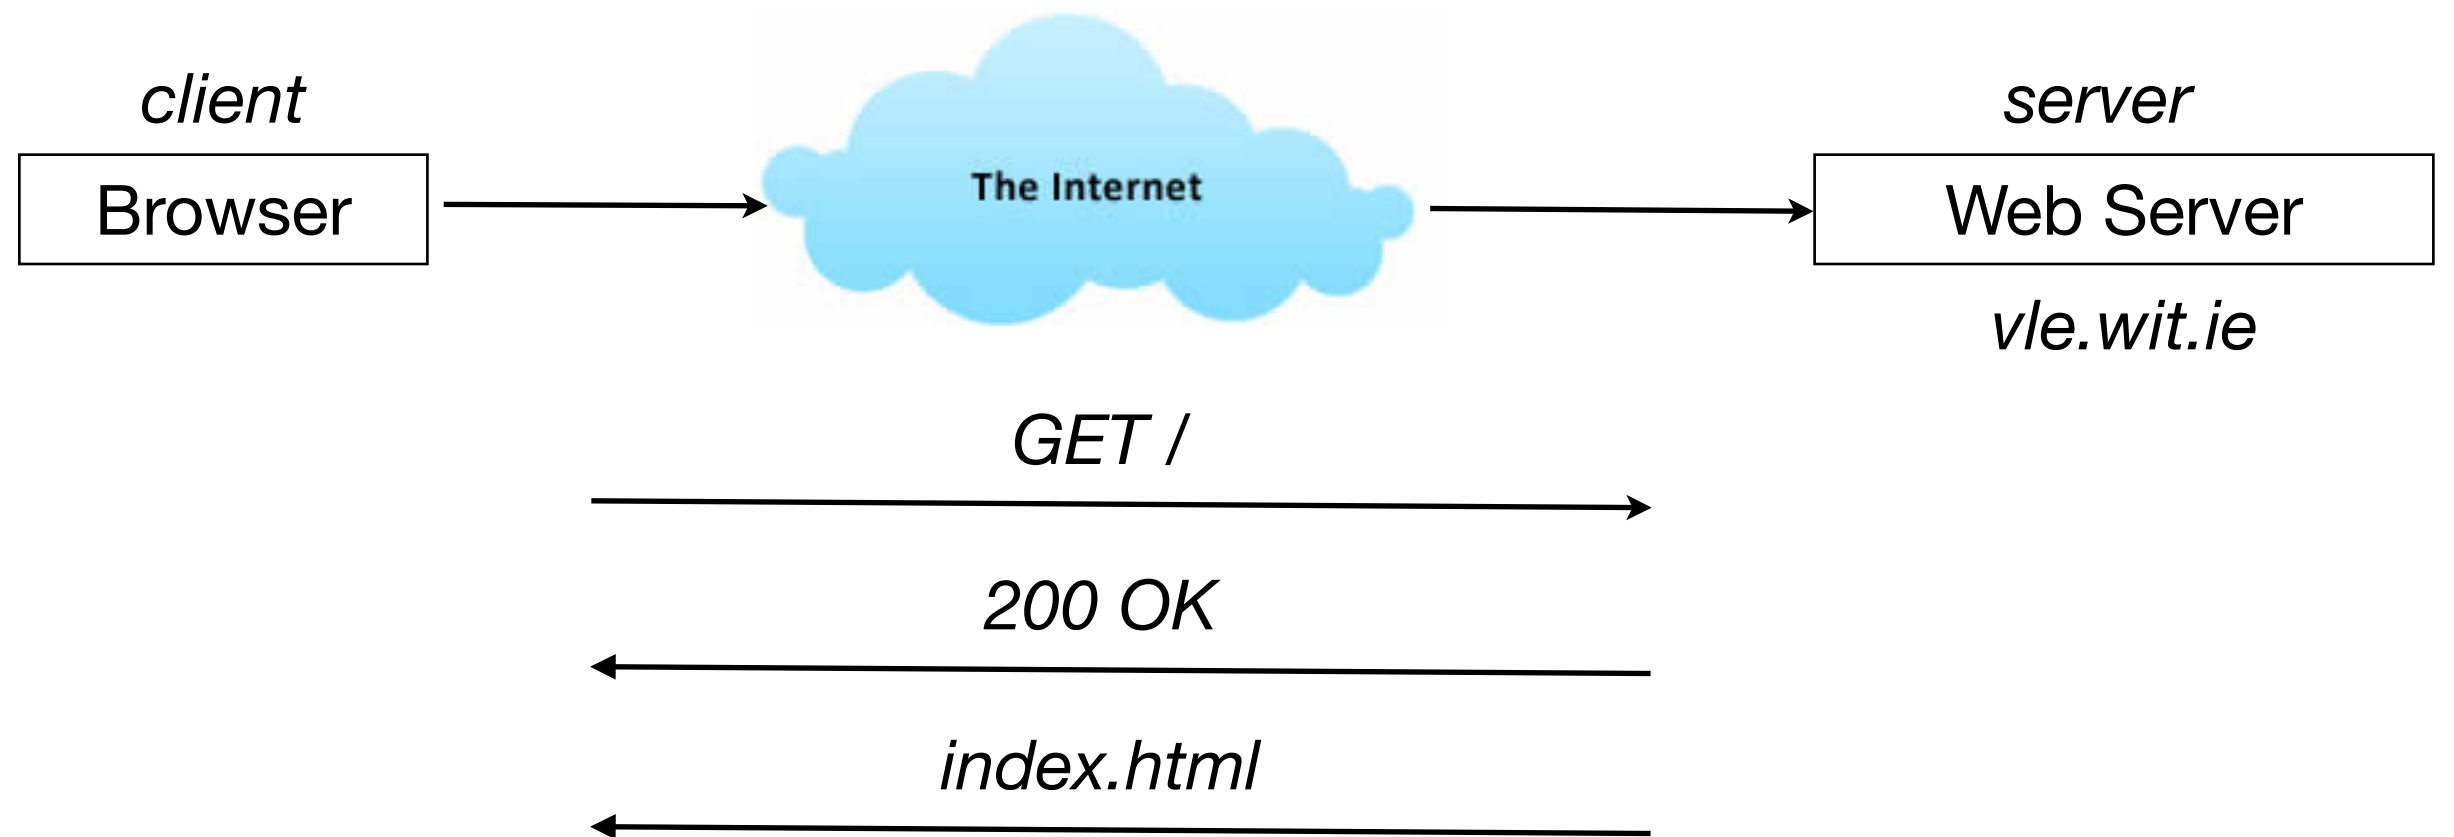 client
server
The Internet
Browser
Web Server
vle.wit.ie
GET /
200 OK
index.html